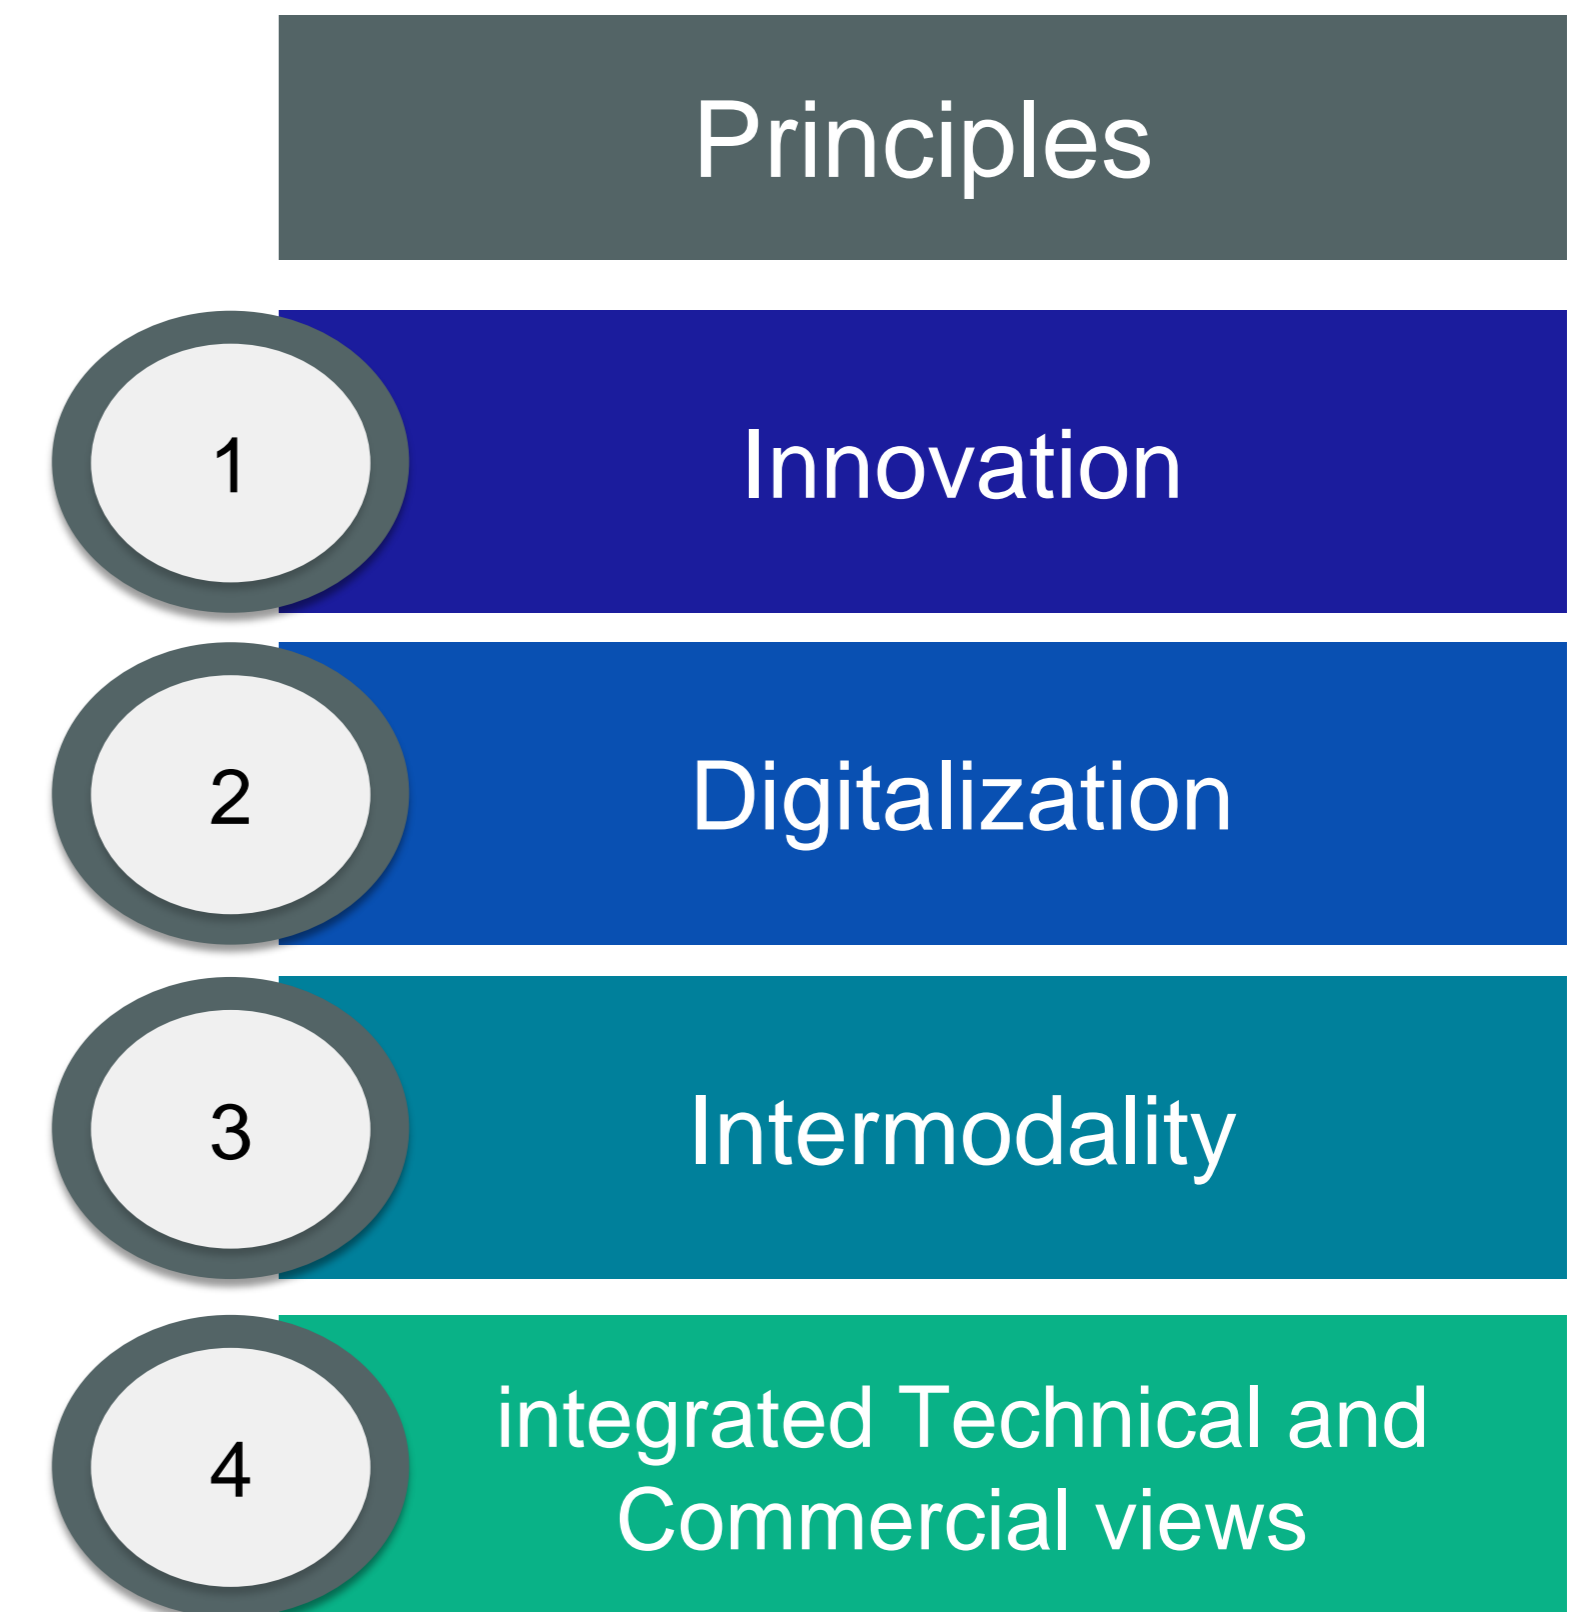 Principles
1
Innovation
2
Digitalization
3
Intermodality
4
integrated Technical and
Commercial views